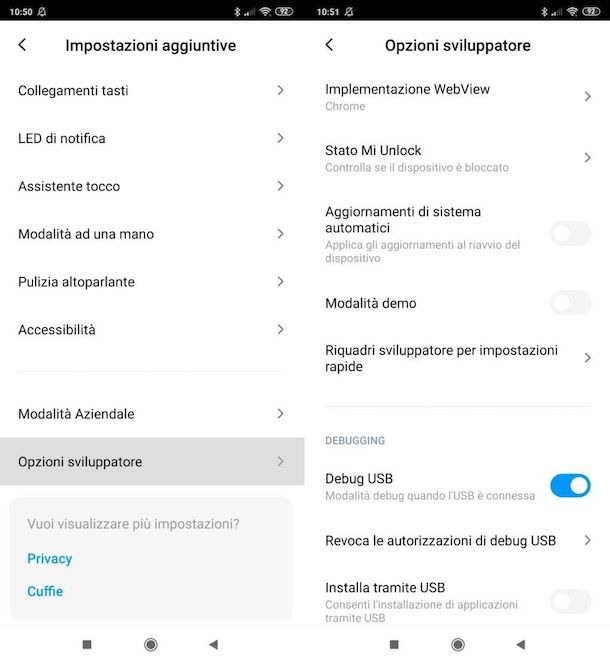 10:50
92
Impostazioni aggiuntive
Collegamenti tasti
LED di notifica
Assistente tocco
Modalità ad una mano
Pulizia altoparlante
Accessibilità
Modalità Aziendale
Opzioni sviluppatore
Vuoi visualizzare più impostazioni?
Privacy
Cuffie
10:51
92
Opzioni sviluppatore
Implementazione WebView
Chrome
Stato Mi Unlock
Controlla se il dispositivo è bloccato
Aggiornamenti di sistema
automatici
Applica gli aggiornamenti al riavvio del
dispositivo
Modalità demo
Riquadri sviluppatore per impostazioni
rapide
DEBUGGING
Debug USB
Modalità debug quando l'USB è connessa
Revoca le autorizzazioni di debug USB
Installa tramite USB
Consenti l'installazione di applicazioni
tramite USB